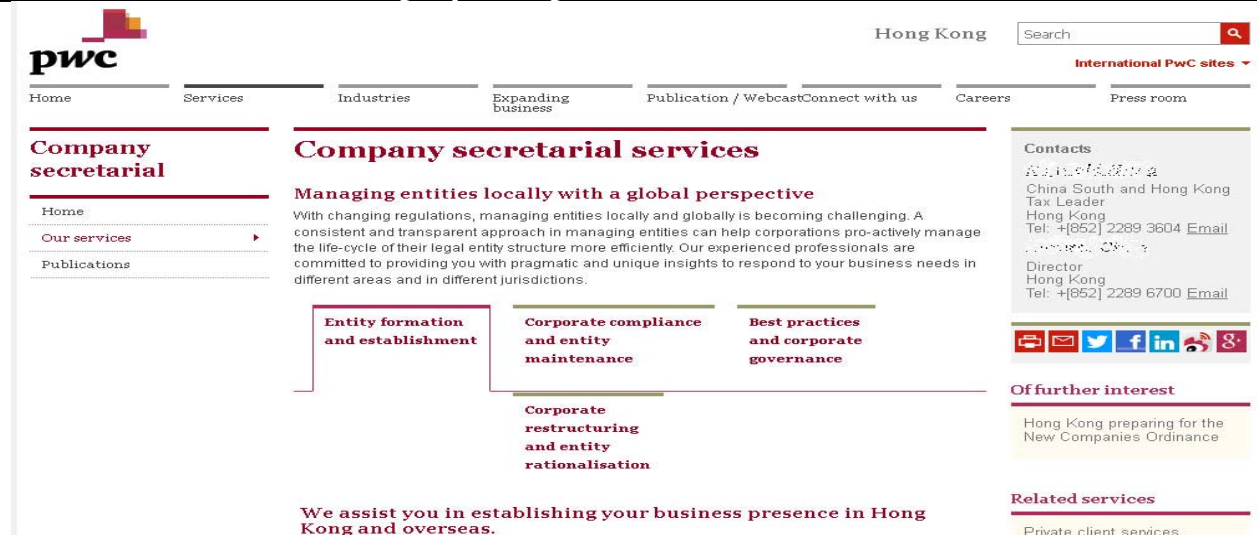 pwc
Hong Kong
Search
International PwC sites
Home
Services
Industries
Expanding
business
Publication / Webcast
Connect with us
Careers
Press room
Company
secretarial
Home
Our services
Publications
Company secretarial services
Managing entities locally with a global perspective
With changing regulations, managing entities locally and globally is becoming challenging. A
consistent and transparent approach in managing entities can help corporations pro-actively manage
the life-cycle of their legal entity structure more efficiently. Our experienced professionals are
committed to providing you with pragmatic and unique insights to respond to your business needs in
different areas and in different jurisdictions.
Entity formation
and establishment
Corporate compliance
and entity
maintenance
Best practices
and corporate
governance
Corporate
restructuring
and entity
rationalisation
We assist you in establishing your business presence in Hong
Kong and overseas.
Contacts
China South and Hong Kong
Tax Leader
Hong Kong
Tel: +[852] 2289 3604 Email
Director
Hong Kong
Tel: +[852] 2289 6700 Email
Of further interest
Hong Kong preparing for the
New Companies Ordinance
Related services
Private client services